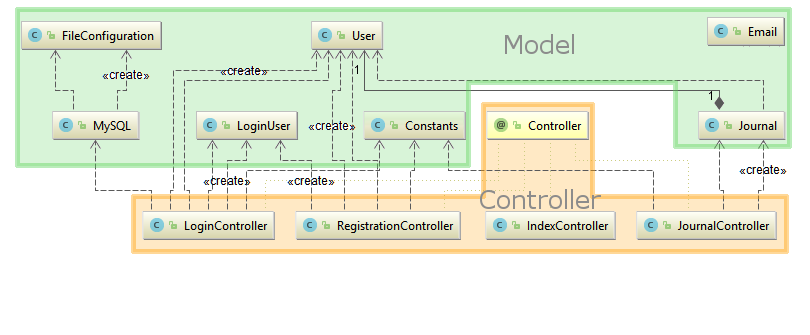 C FileConfiguration
C User
Model
C Email
«create»
«create»
1
1
C MySQL
C LoginUser
«create»
C Constants
@ Controller
C Journal
«create»
«create»
«create»
Controller
C LoginController
C RegistrationController
C IndexController
C JournalController